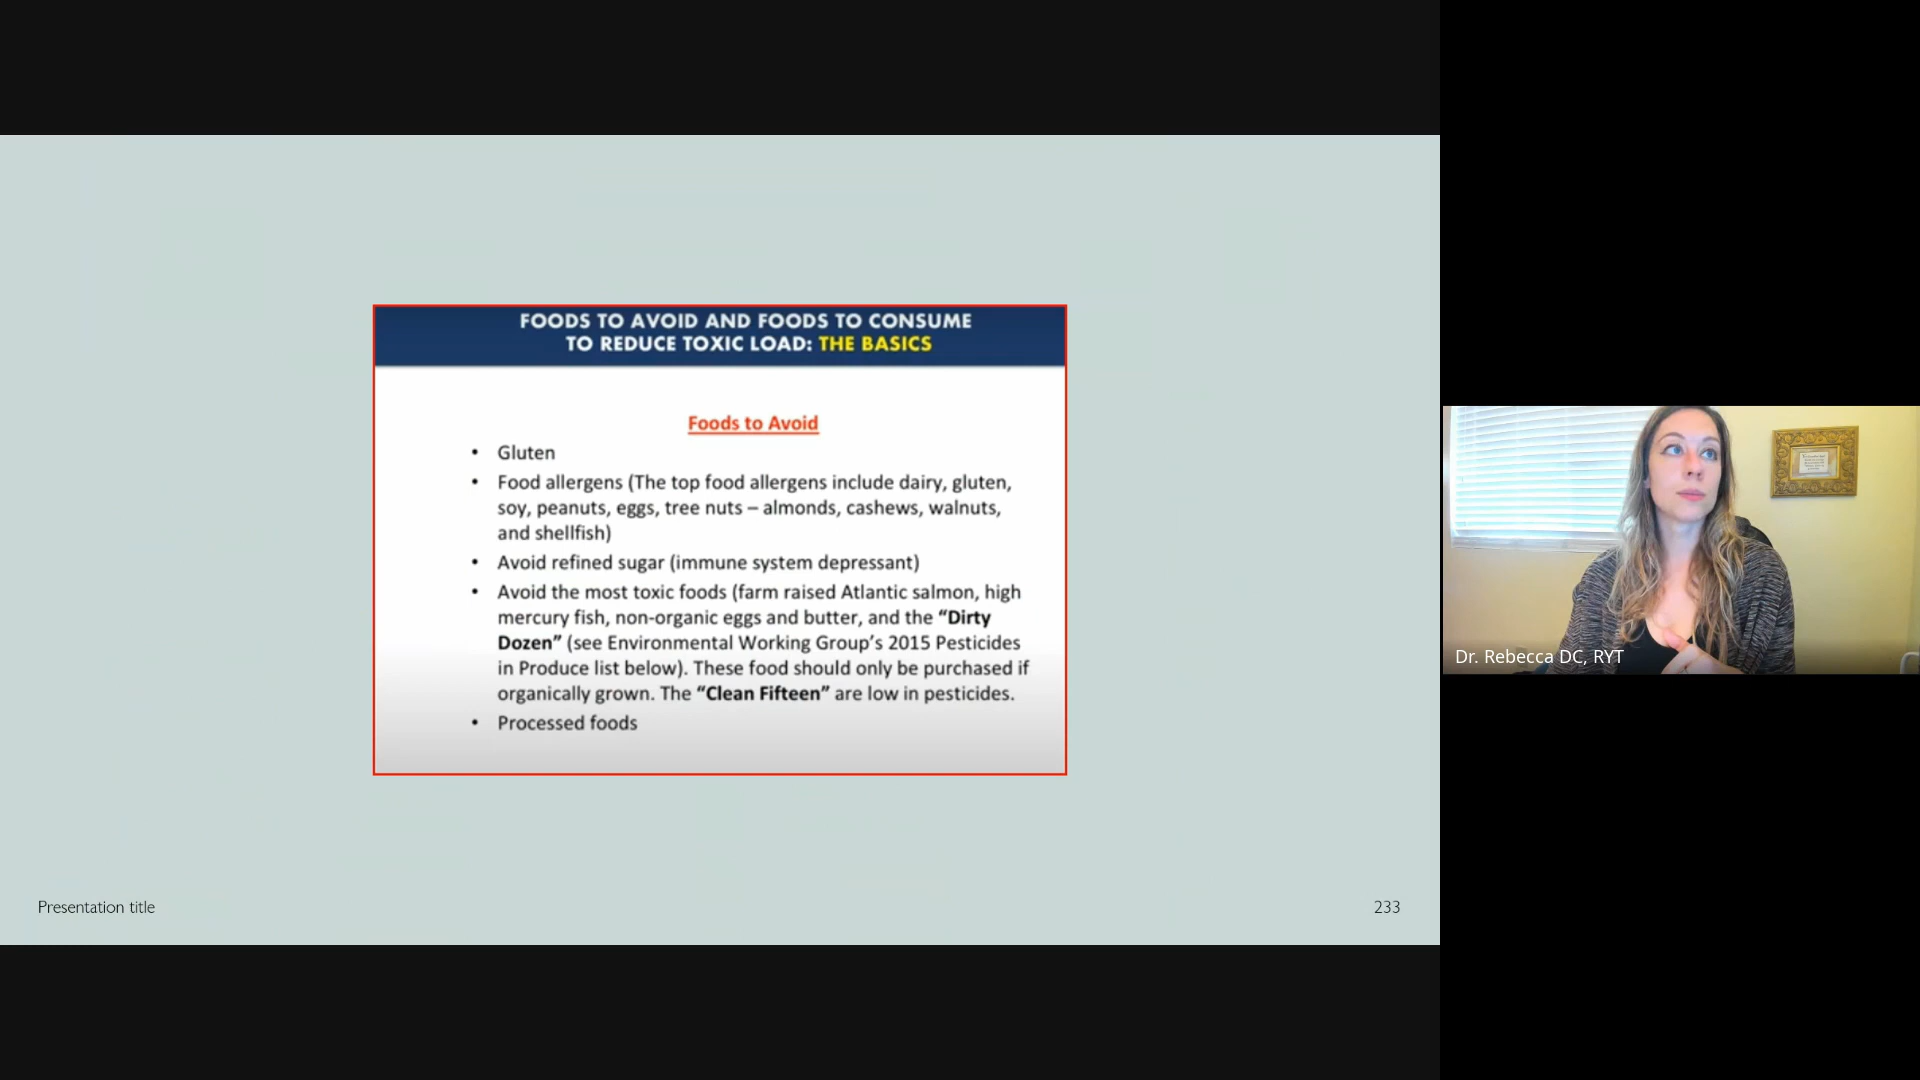 FOODS TO AVOID AND FOODS TO CONSUME
TO REDUCE TOXIC LOAD: THE BASICS
Foods to Avoid
• Gluten
• Food allergens (The top food allergens include dairy, gluten,
soy, peanuts, eggs, tree nuts – almonds, cashews, walnuts,
and shellfish)
• Avoid refined sugar (immune system depressant)
• Avoid the most toxic foods (farm raised Atlantic salmon, high
mercury fish, non-organic eggs and butter, and the “Dirty
Dozen” (see Environmental Working Group’s 2015 Pesticides
in Produce list below). These food should only be purchased if
organically grown. The “Clean Fifteen” are low in pesticides.
• Processed foods
Presentation title
233
Dr. Rebecca DC, RYT